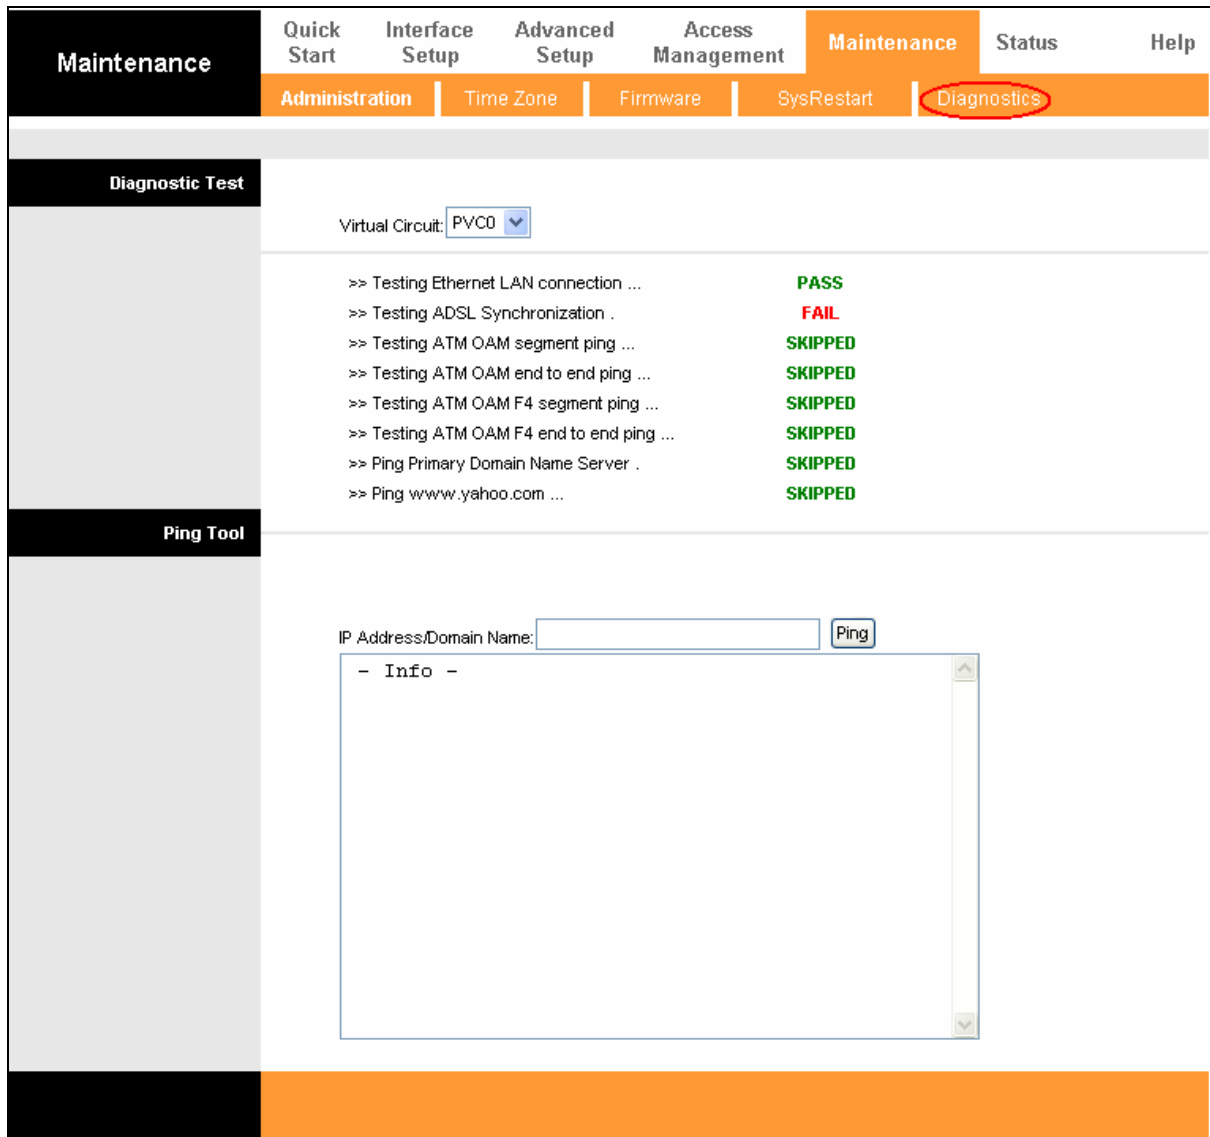 Maintenance
Quick Start
Interface Setup
Advanced Setup
Access Management
Maintenance
Status
Help
Administration
Time Zone
Firmware
SysRestart
Diagnostics
Diagnostic Test
Virtual Circuit: PVC0
>> Testing Ethernet LAN connection ... PASS
>> Testing ADSL Synchronization . FAIL
>> Testing ATM OAM segment ping ... SKIPPED
>> Testing ATM OAM end to end ping ... SKIPPED
>> Testing ATM OAM F4 segment ping ... SKIPPED
>> Testing ATM OAM F4 end to end ping ... SKIPPED
>> Ping Primary Domain Name Server . SKIPPED
>> Ping www.yahoo.com ... SKIPPED
Ping Tool
IP Address/Domain Name: Ping
- Info -